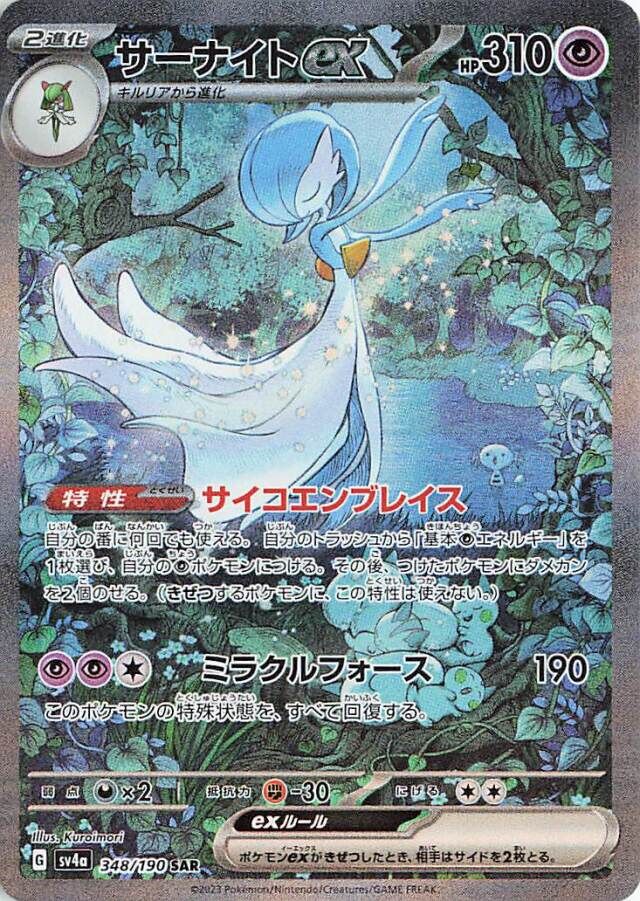 2進化
サーナイトex
HP310
キルリアから進化
特性 サイコエンブレイス
自分の番に何回でも使える。自分のトラッシュから「基本エネルギー」を
1枚選び、自分のポケモンにつける。その後、つけたポケモンにダメカン
を2個のせる。（きぜつするポケモンに、この特性は使えない。）
ミラクルフォース 190
このポケモンの特殊状態を、すべて回復する。
弱点 ×2 抵抗力 -30 にげる
Illus. Kuroimori
exルール
ポケモンexがきぜつしたとき、相手はサイドを2枚とる。
G sv4a 348/190 SAR
©2023 Pokémon/Nintendo/Creatures/GAME FREAK.